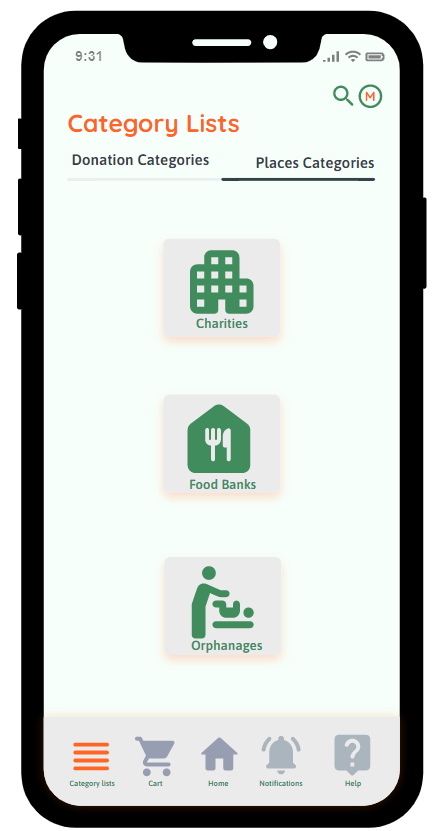 9:31
M
Category Lists
Donation Categories Places Categories
Charities
Food Banks
Orphanages
Category lists Cart Home Notifications Help